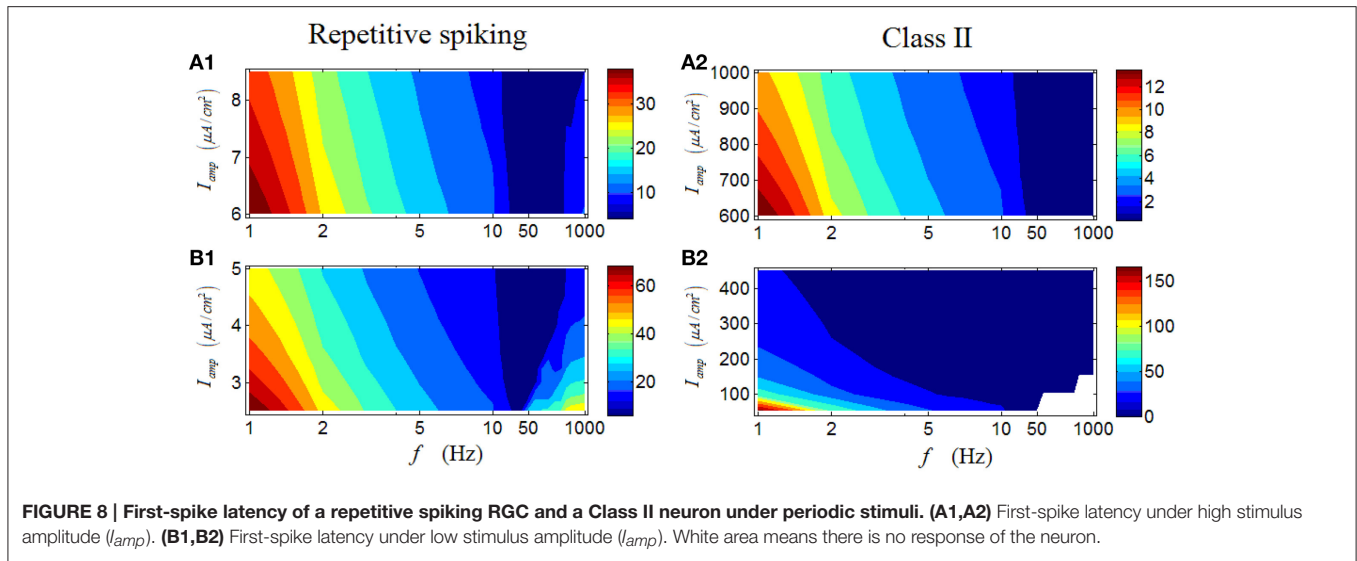 Repetitive spiking
Class II
A1
8
7
6
I_amp (μA/cm²)
1 2 5 10 50 1000
30
20
10
A2
1000
900
800
700
600
I_amp (μA/cm²)
1 2 5 10 50 1000
12
10
8
6
4
2
B1
5
4
3
I_amp (μA/cm²)
1 2 5 10 50 1000
f (Hz)
60
40
20
B2
400
300
200
100
I_amp (μA/cm²)
1 2 5 10 50 1000
f (Hz)
150
100
50
0
FIGURE 8 | First-spike latency of a repetitive spiking RGC and a Class II neuron under periodic stimuli. (A1,A2) First-spike latency under high stimulus
amplitude (I_amp). (B1,B2) First-spike latency under low stimulus amplitude (I_amp). White area means there is no response of the neuron.